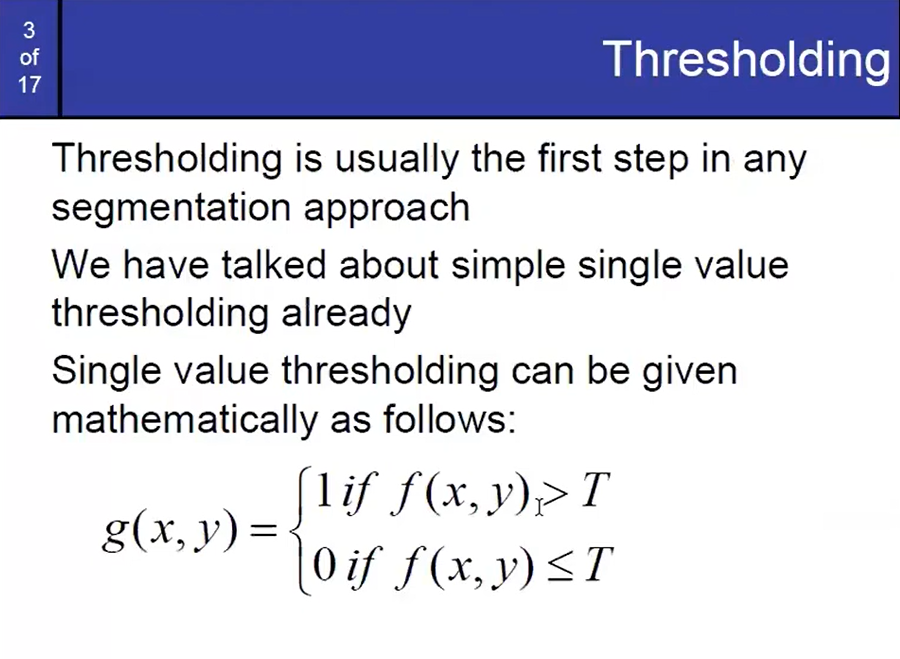 3
of
17
Thresholding
Thresholding is usually the first step in any
segmentation approach
We have talked about simple single value
thresholding already
Single value thresholding can be given
mathematically as follows:
g(x, y) = {
1 if f(x, y) > T
0 if f(x, y) ≤ T